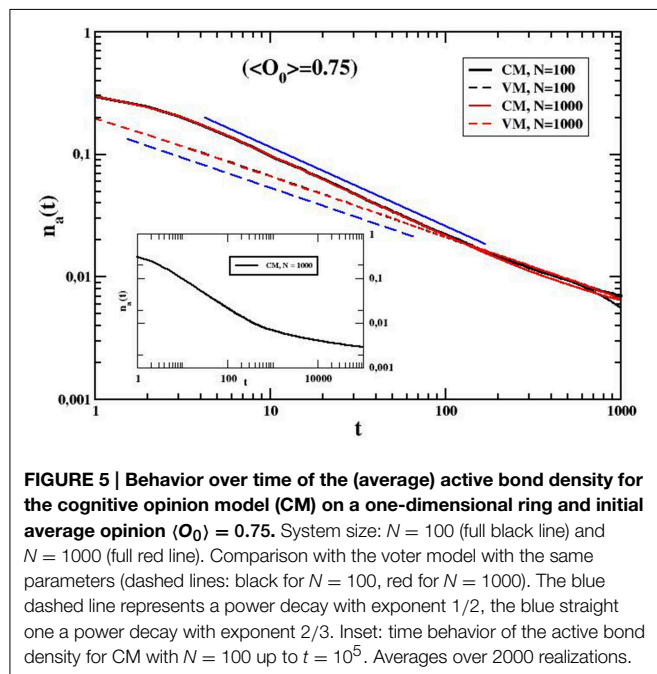 1
(<O₀>=0.75)
CM, N=100
VM, N=100
CM, N=1000
VM, N=1000
0,1
nₐ(t)
0,01
0,001
1
10
100
1000
t
CM, N = 1000
nₐ(t)
1
0,1
0,01
0,001
1
100
10000
t
FIGURE 5 | Behavior over time of the (average) active bond density for
the cognitive opinion model (CM) on a one-dimensional ring and initial
average opinion ⟨O₀⟩ = 0.75. System size: N = 100 (full black line) and
N = 1000 (full red line). Comparison with the voter model with the same
parameters (dashed lines: black for N = 100, red for N = 1000). The blue
dashed line represents a power decay with exponent 1/2, the blue straight
one a power decay with exponent 2/3. Inset: time behavior of the active bond
density for CM with N = 100 up to t = 10⁵. Averages over 2000 realizations.